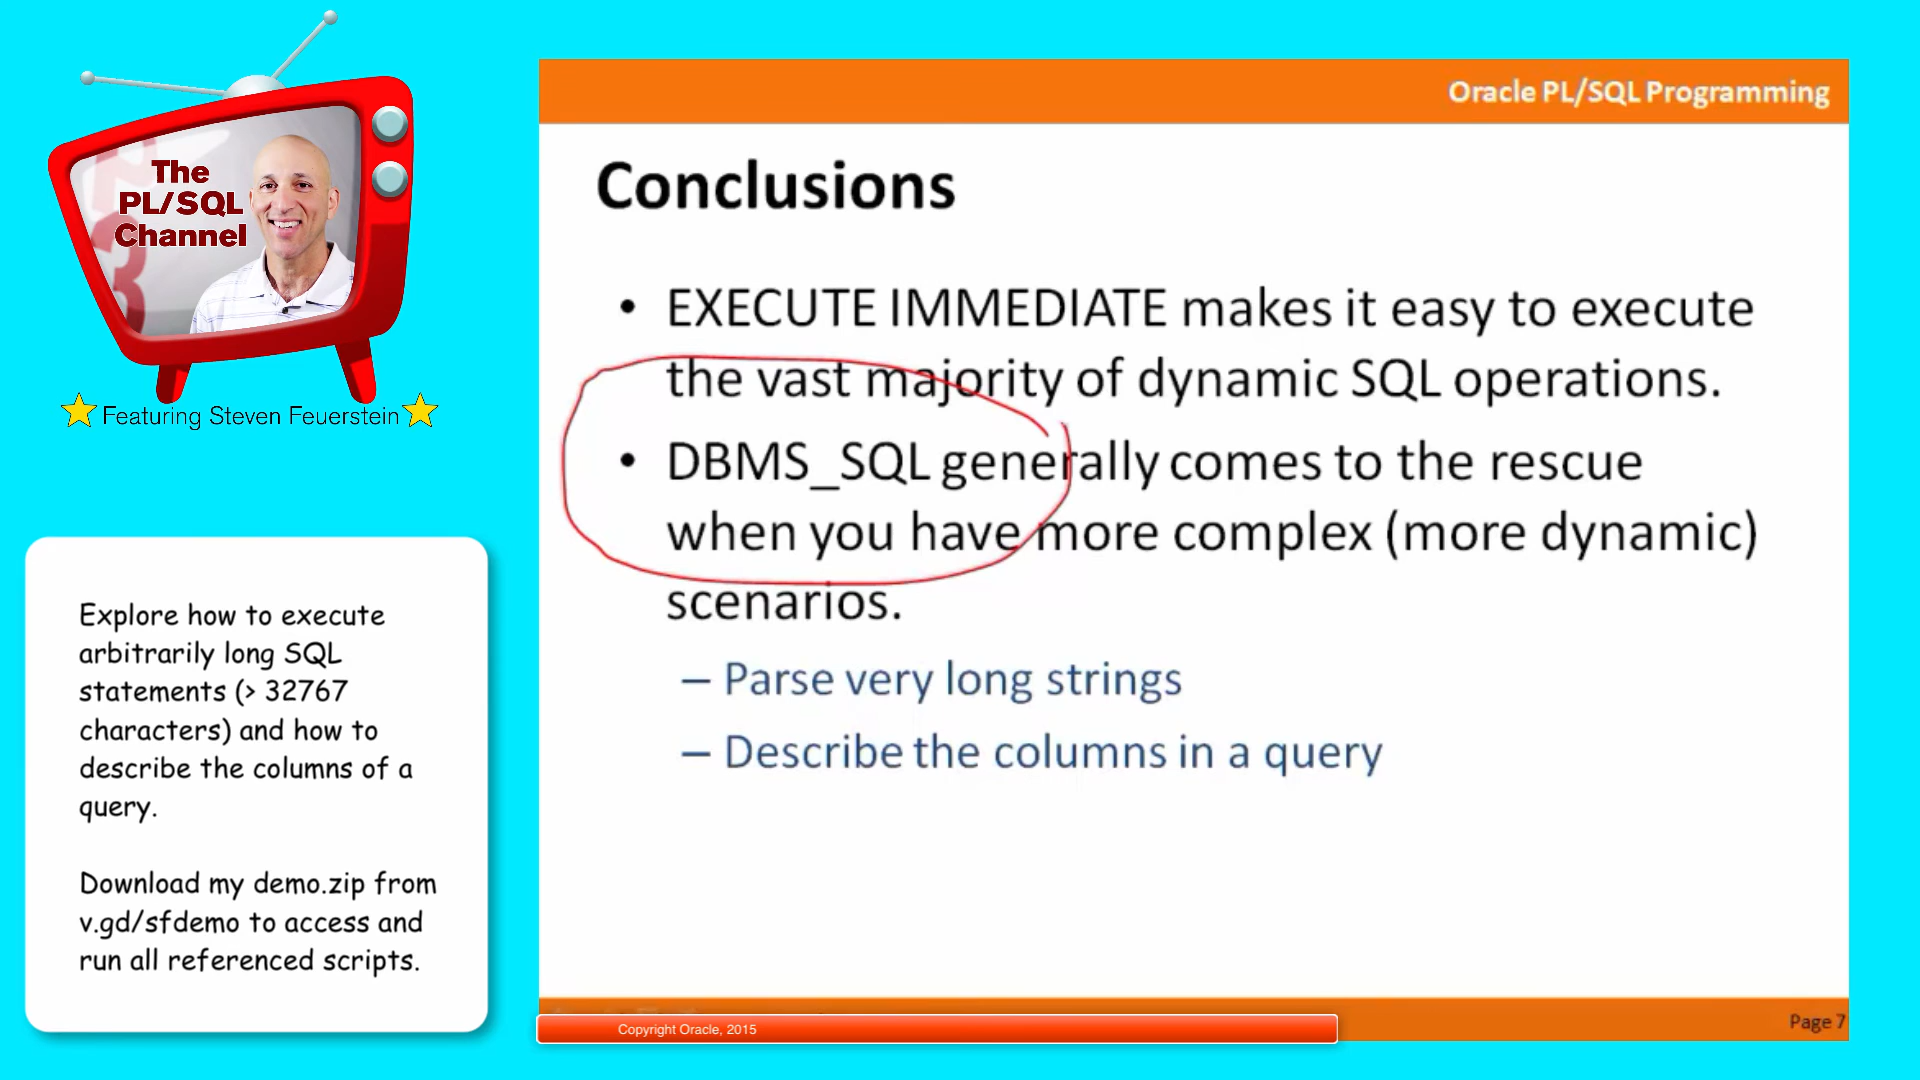 The
PL/SQL
Channel
Featuring Steven Feuerstein
Explore how to execute
arbitrarily long SQL
statements (> 32767
characters) and how to
describe the columns of a
query.
Download my demo.zip from
v.gd/sfdemo to access and
run all referenced scripts.
Oracle PL/SQL Programming
Conclusions
• EXECUTE IMMEDIATE makes it easy to execute
the vast majority of dynamic SQL operations.
• DBMS_SQL generally comes to the rescue
when you have more complex (more dynamic)
scenarios.
– Parse very long strings
– Describe the columns in a query
Copyright Oracle, 2015
Page 7